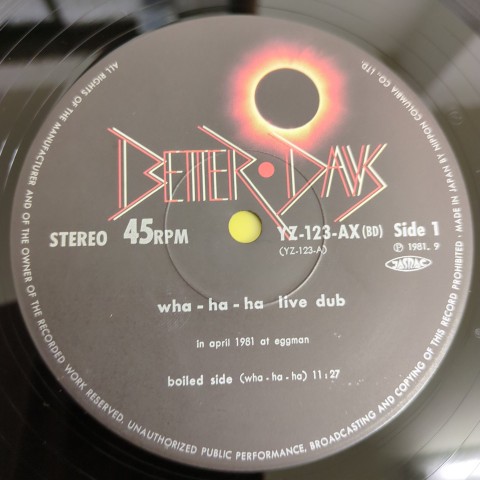 BETTER • DAYS
STEREO 45RPM
YZ-123-AX(BD) Side 1
(YZ-123-A)
Ⓟ 1981. 9
JASRAC
wha-ha-ha live dub
in april 1981 at eggman
boiled side (wha-ha-ha) 11:27
ALL RIGHTS OF THE MANUFACTURER AND OF THE OWNER OF THE RECORDED WORK RESERVED. UNAUTHORIZED PUBLIC PERFORMANCE, BROADCASTING AND COPYING OF THIS RECORD PROHIBITED • MADE IN JAPAN BY NIPPON COLUMBIA CO., LTD.